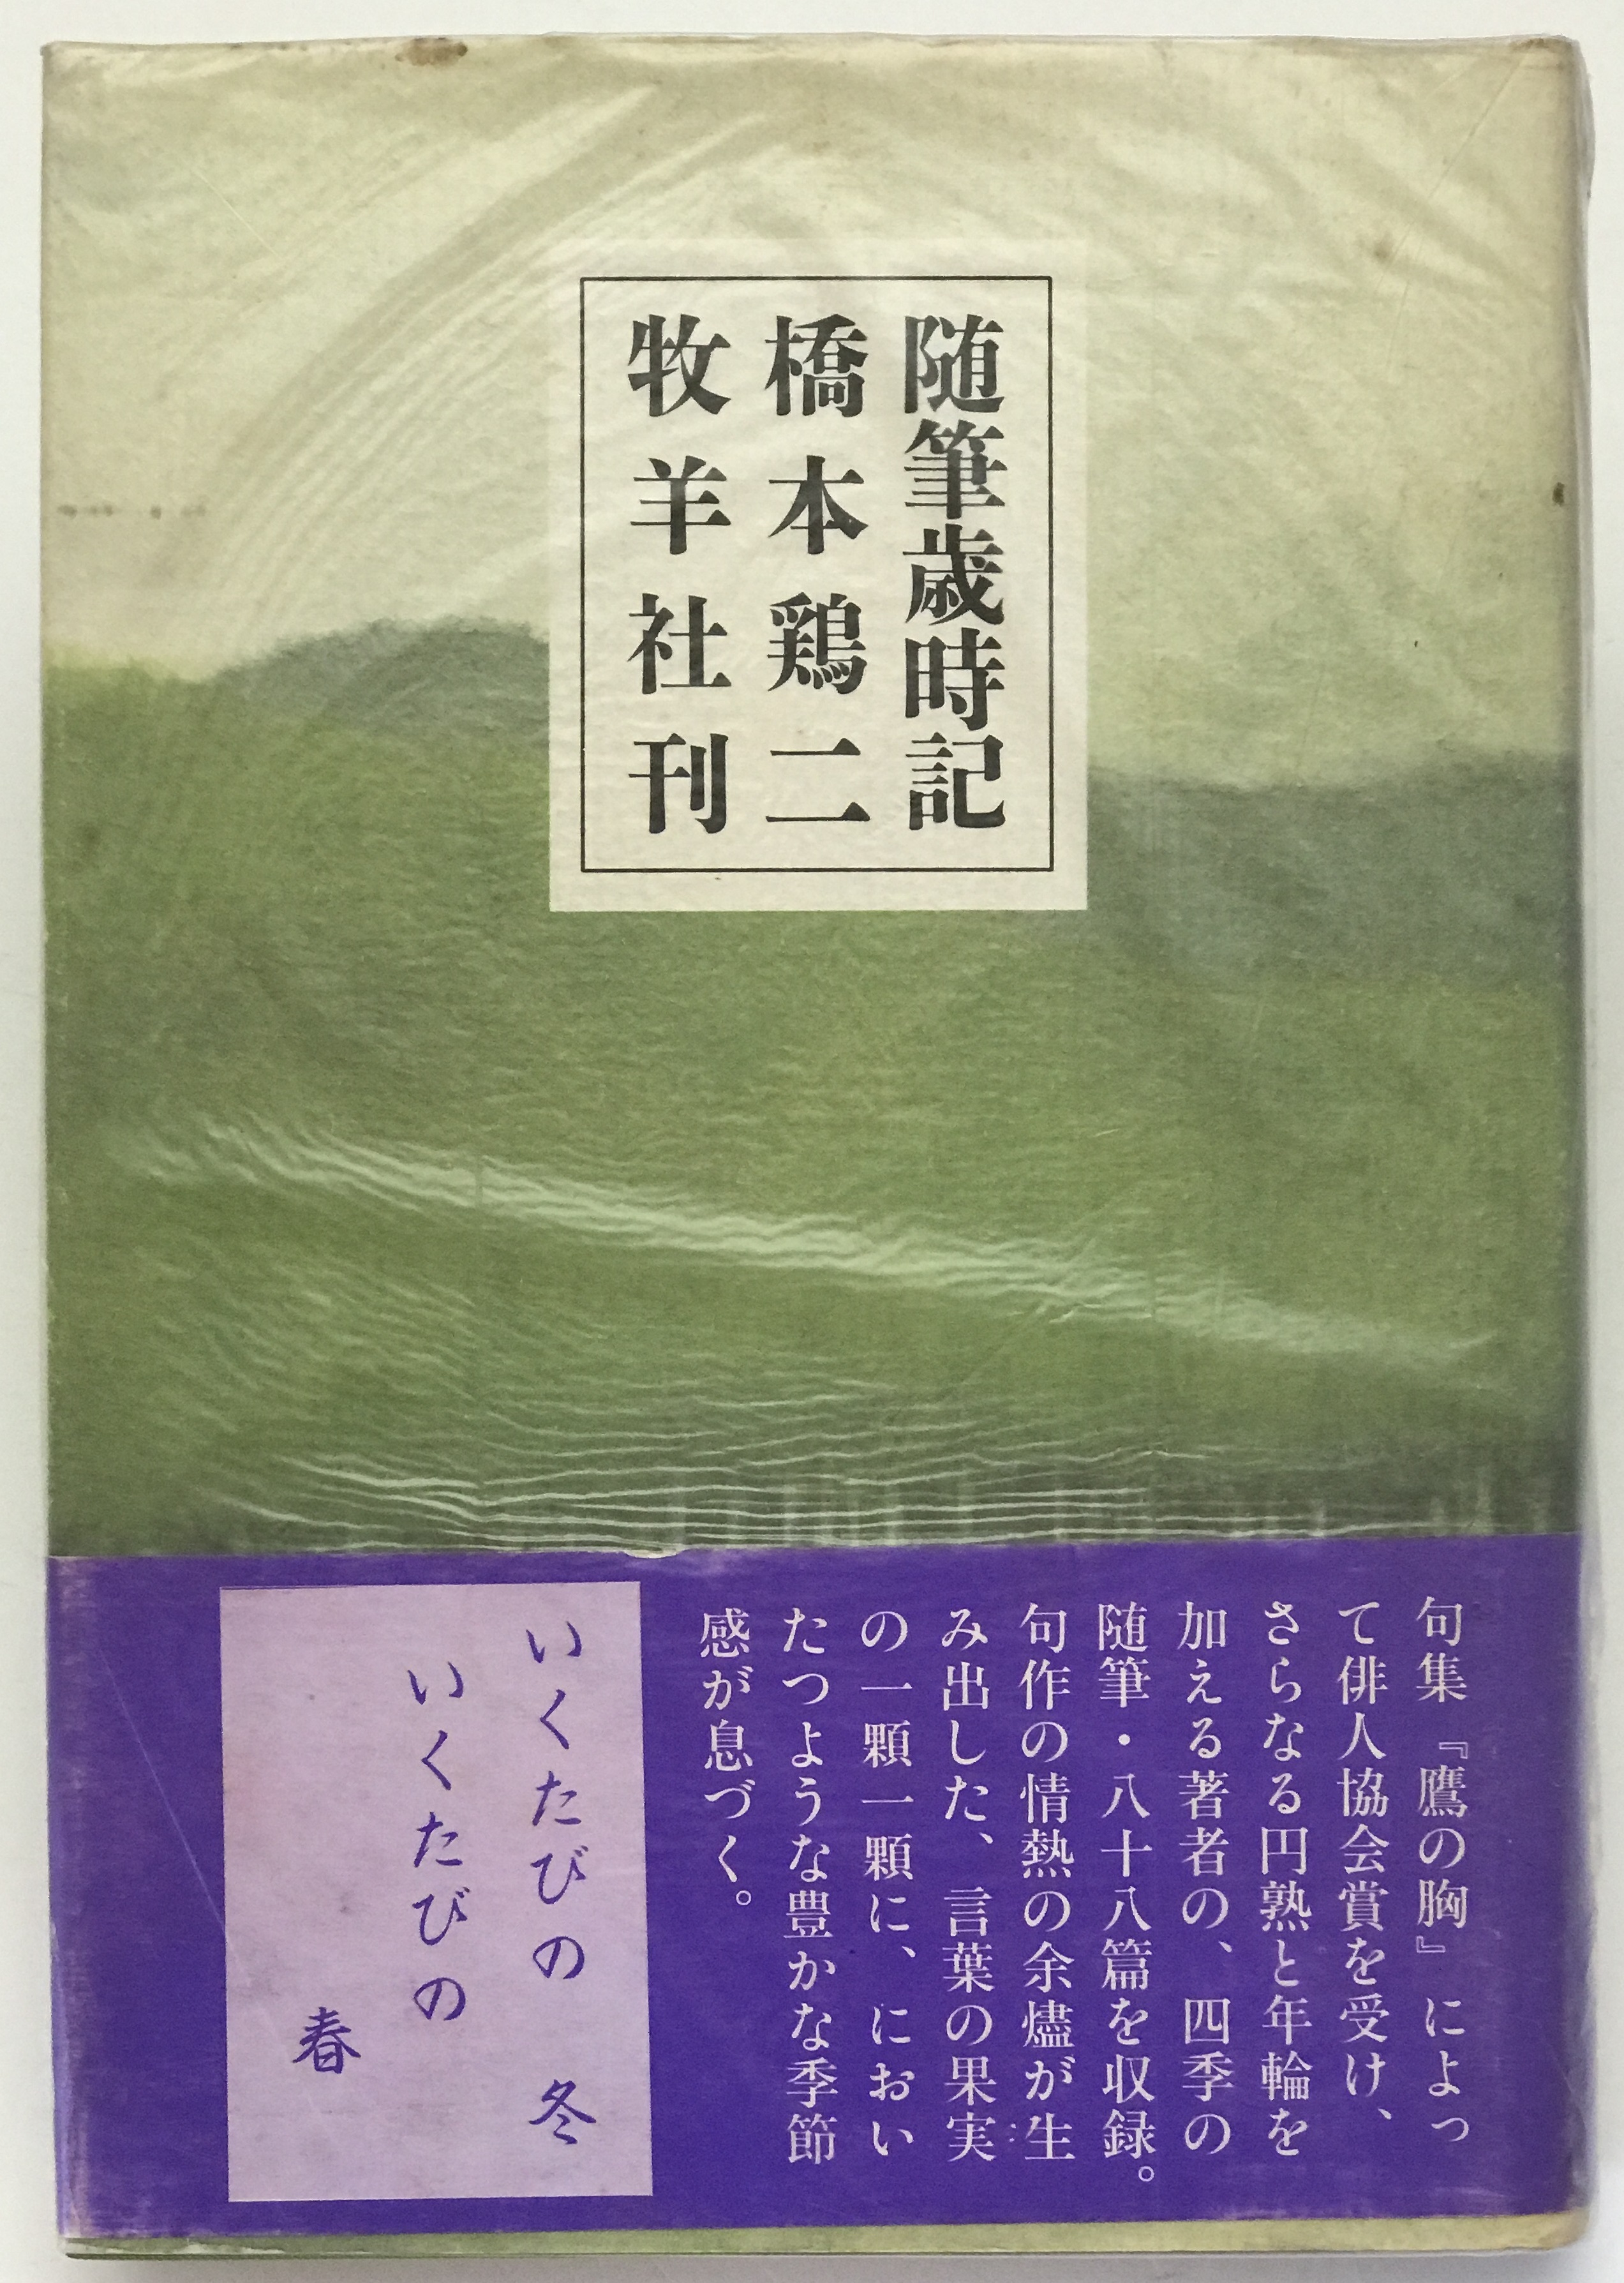 随筆歳時記
橋本鶏二
牧羊社刊
句集『鷹の胸』によっ
て俳人協会賞を受け、
さらなる円熟と年輪を
加える著者の、四季の
随筆・八十八篇を収録。
句作の情熱の余燼が生
み出した、言葉の果実
の一顆一顆に、におい
たつような豊かな季節
感が息づく。
いくたびの 冬
いくたびの
春